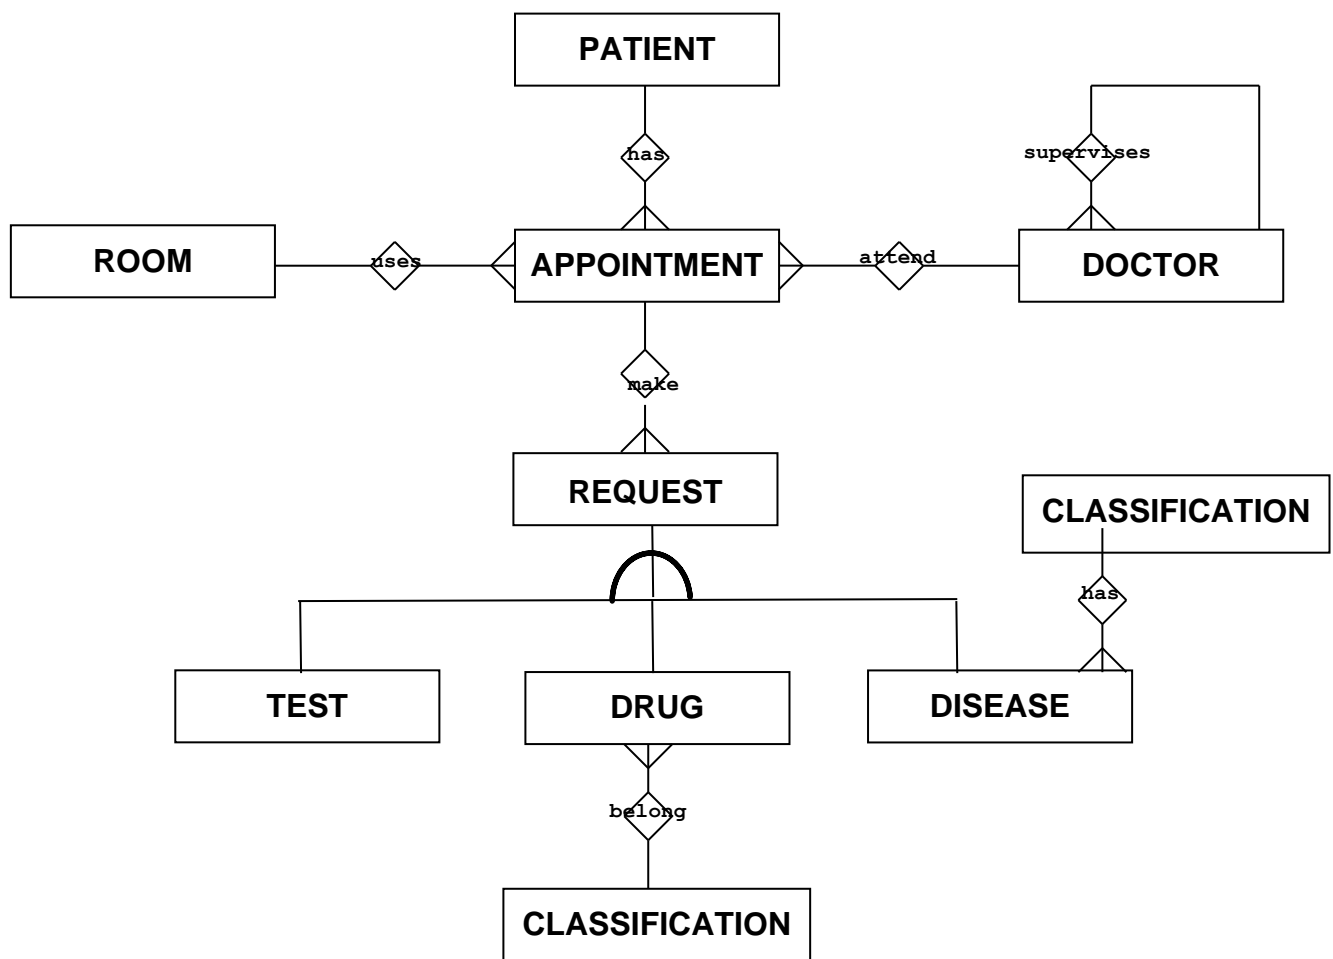 PATIENT
has
supervises
ROOM
uses
APPOINTMENT
attend
DOCTOR
make
REQUEST
CLASSIFICATION
has
TEST
DRUG
DISEASE
belong
CLASSIFICATION